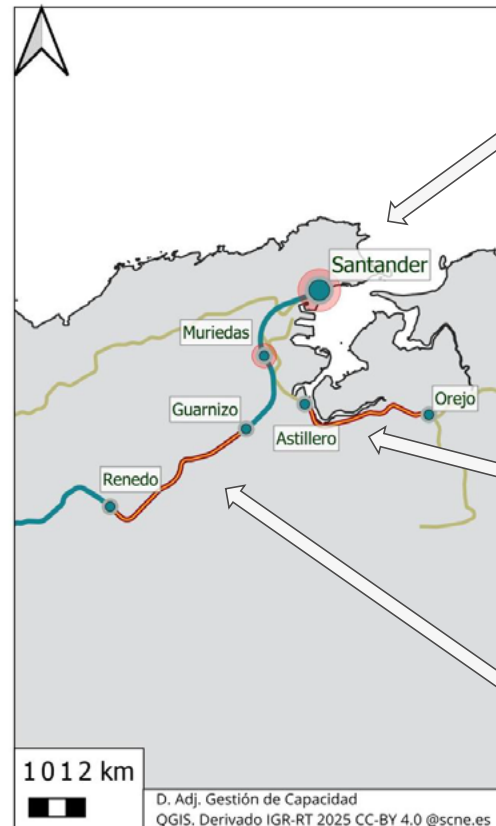 Santander
Muriedas
Guarnizo
Orejo
Astillero
Renedo
1 0 1 2 km
D. Adj. Gestión de Capacidad
QGIS. Derivado IGR-RT 2025 CC-BY 4.0 @scne.es